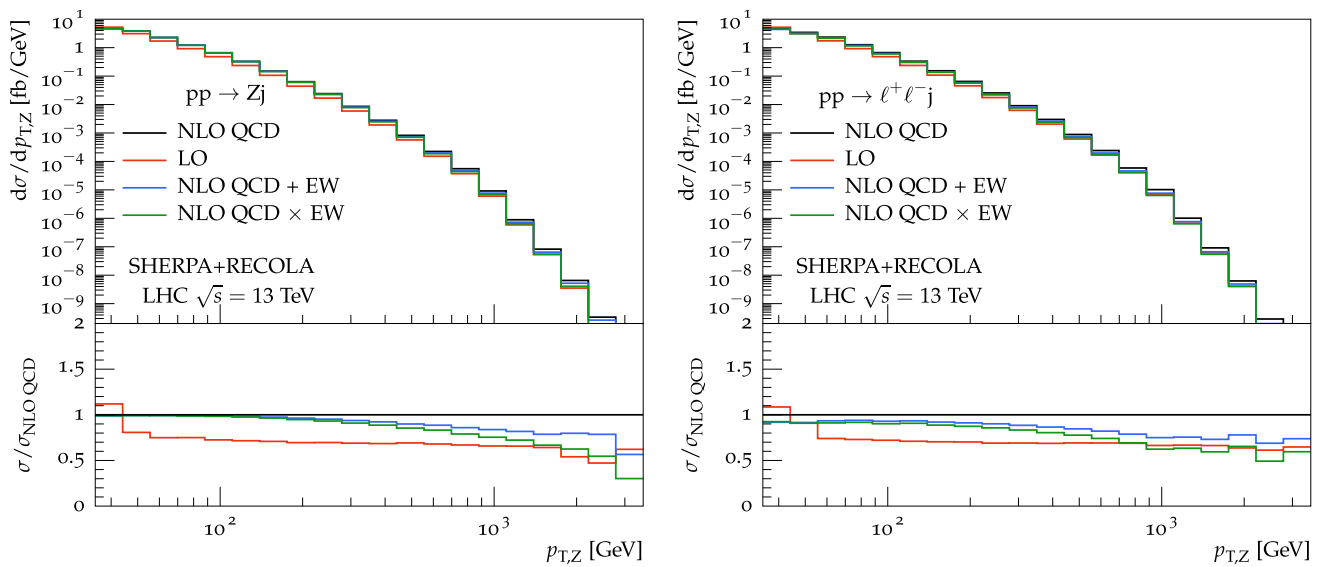 dσ/dp_T,Z [fb/GeV]
10^1
1
10^−1
10^−2
10^−3
10^−4
10^−5
10^−6
10^−7
10^−8
10^−9
pp → Zj
NLO QCD
LO
NLO QCD + EW
NLO QCD × EW
SHERPA+RECOLA
LHC √s = 13 TeV
σ/σ_NLO QCD
2
1.5
1
0.5
0
10^2
10^3
p_T,Z [GeV]
dσ/dp_T,Z [fb/GeV]
10^1
1
10^−1
10^−2
10^−3
10^−4
10^−5
10^−6
10^−7
10^−8
10^−9
pp → ℓ^+ℓ^−j
NLO QCD
LO
NLO QCD + EW
NLO QCD × EW
SHERPA+RECOLA
LHC √s = 13 TeV
σ/σ_NLO QCD
2
1.5
1
0.5
0
10^2
10^3
p_T,Z [GeV]